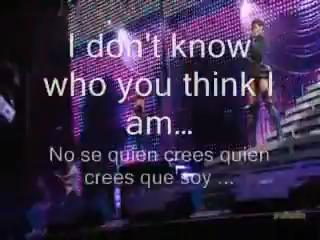 I don't know
who you think I
am...
No se quien crees quien
crees que soy ...